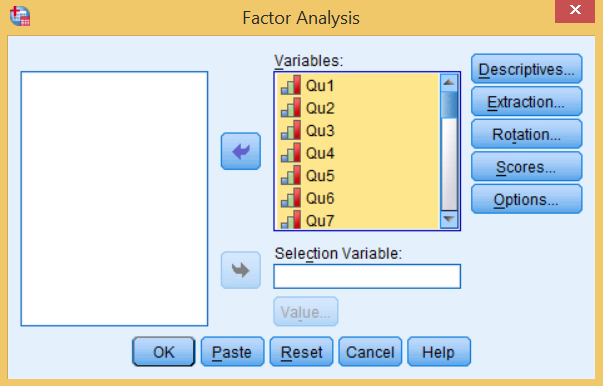 Factor Analysis
Variables:
Qu1
Qu2
Qu3
Qu4
Qu5
Qu6
Qu7
Descriptives...
Extraction...
Rotation...
Scores...
Options...
Selection Variable:
Value...
OK Paste Reset Cancel Help